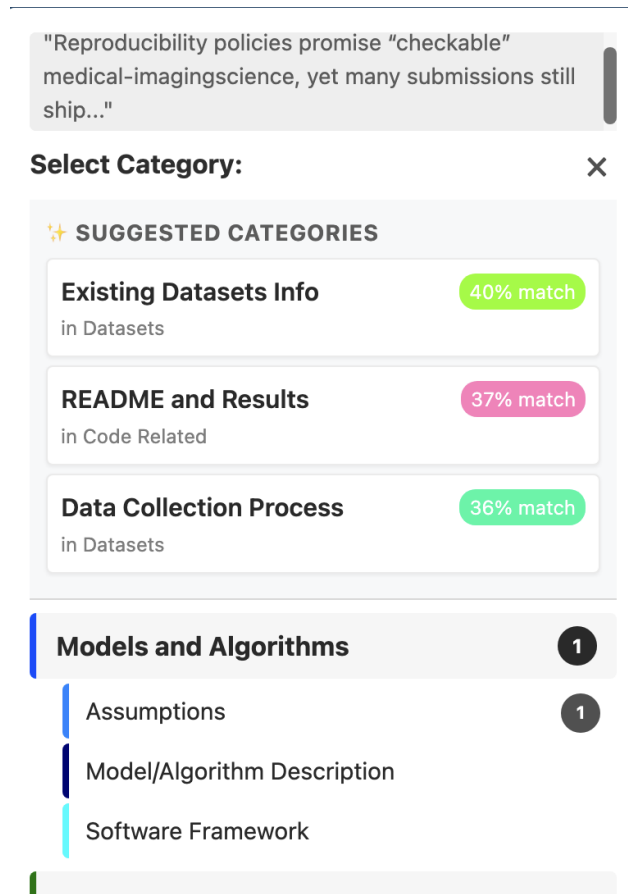 "Reproducibility policies promise “checkable”
medical-imagingscience, yet many submissions still
ship..."
Select Category:
✨ SUGGESTED CATEGORIES
Existing Datasets Info
40% match
in Datasets
README and Results
37% match
in Code Related
Data Collection Process
36% match
in Datasets
Models and Algorithms
1
Assumptions
1
Model/Algorithm Description
Software Framework